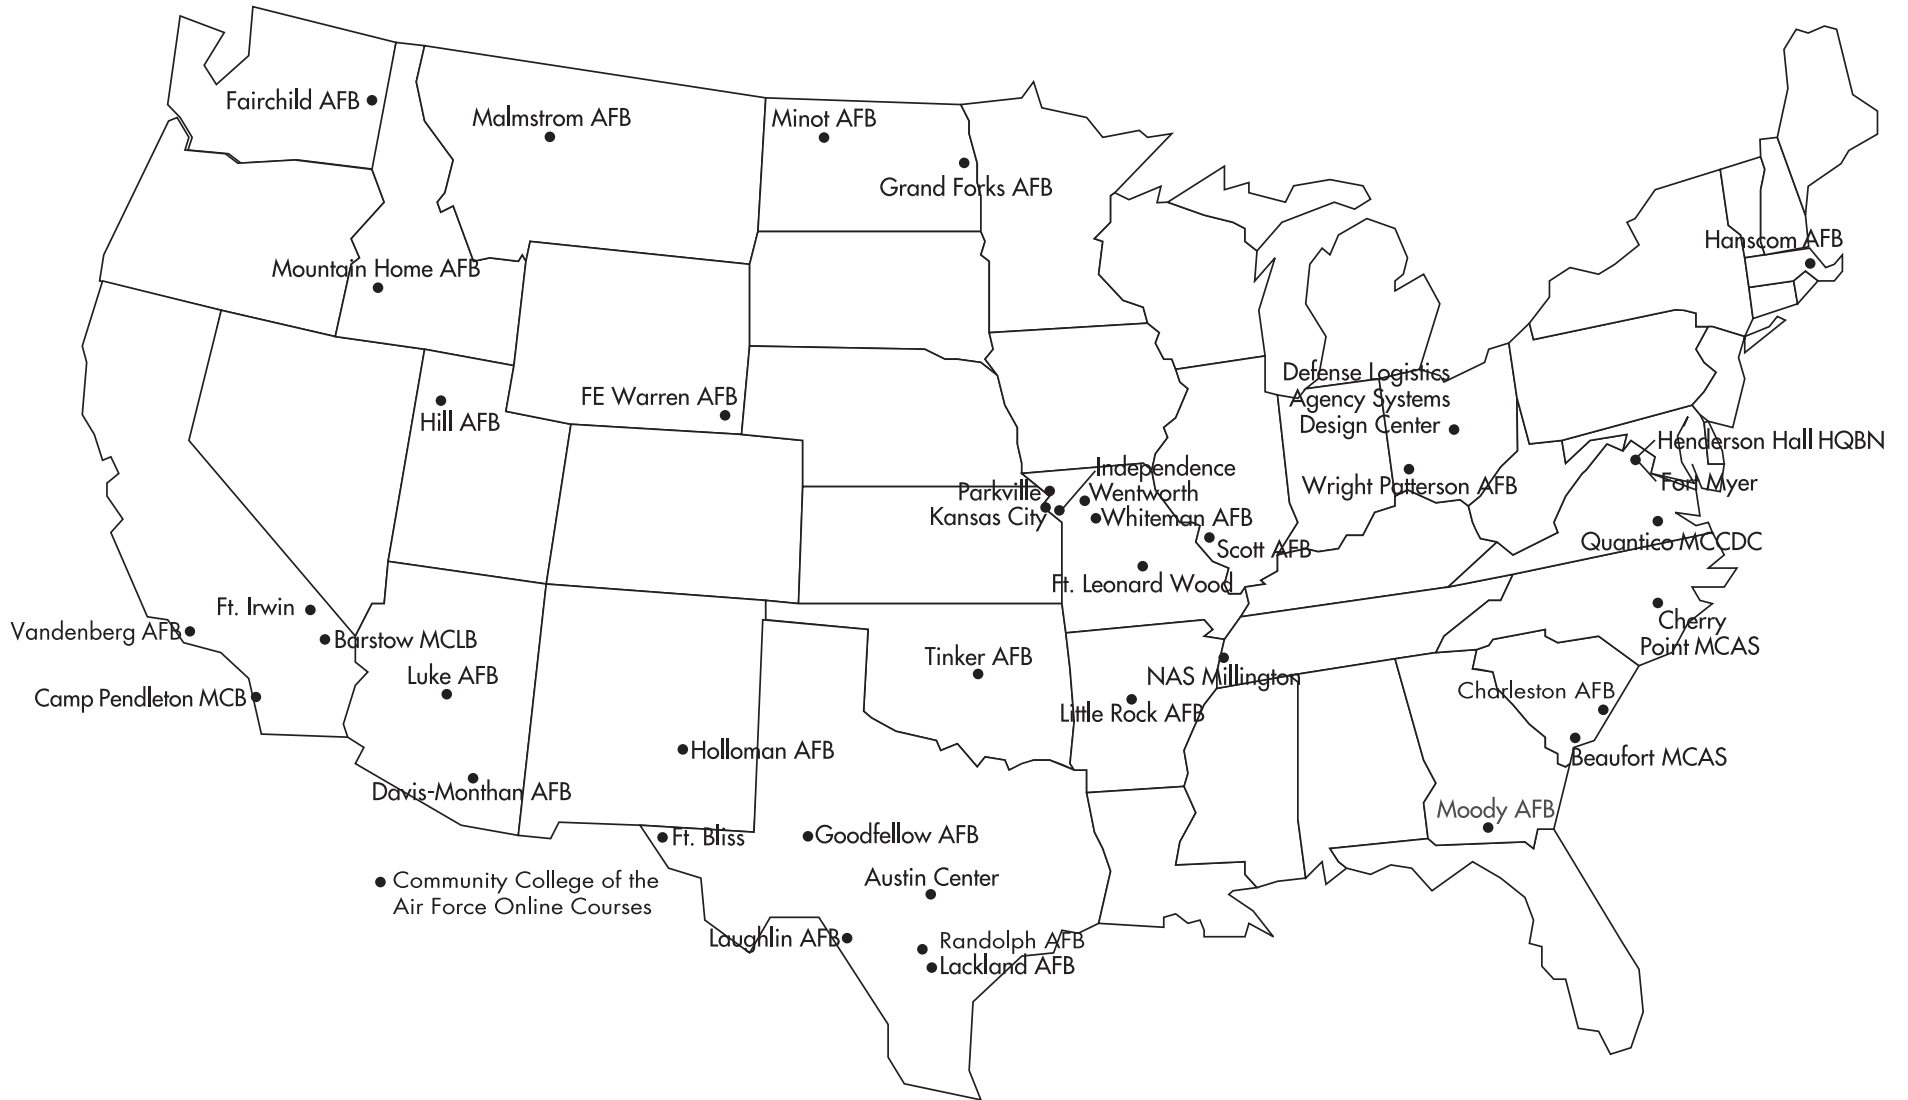 Fairchild AFB
Malmstrom AFB
Minot AFB
Grand Forks AFB
Hanscom AFB
Mountain Home AFB
Defense Logistics
Agency Systems
Design Center
FE Warren AFB
Hill AFB
Henderson Hall HQBN
Independence
Parkville
Wentworth
Wright Patterson AFB
Fort Myer
Kansas City
Whiteman AFB
Scott AFB
Quantico MCCDC
Ft. Leonard Wood
Ft. Irwin
Vandenberg AFB
Barstow MCLB
Cherry
Point MCAS
Tinker AFB
Luke AFB
NAS Millington
Charleston AFB
Camp Pendleton MCB
Little Rock AFB
Holloman AFB
Beaufort MCAS
Davis-Monthan AFB
Moody AFB
Ft. Bliss
Goodfellow AFB
Austin Center
Community College of the
Air Force Online Courses
Laughlin AFB
Randolph AFB
Lackland AFB